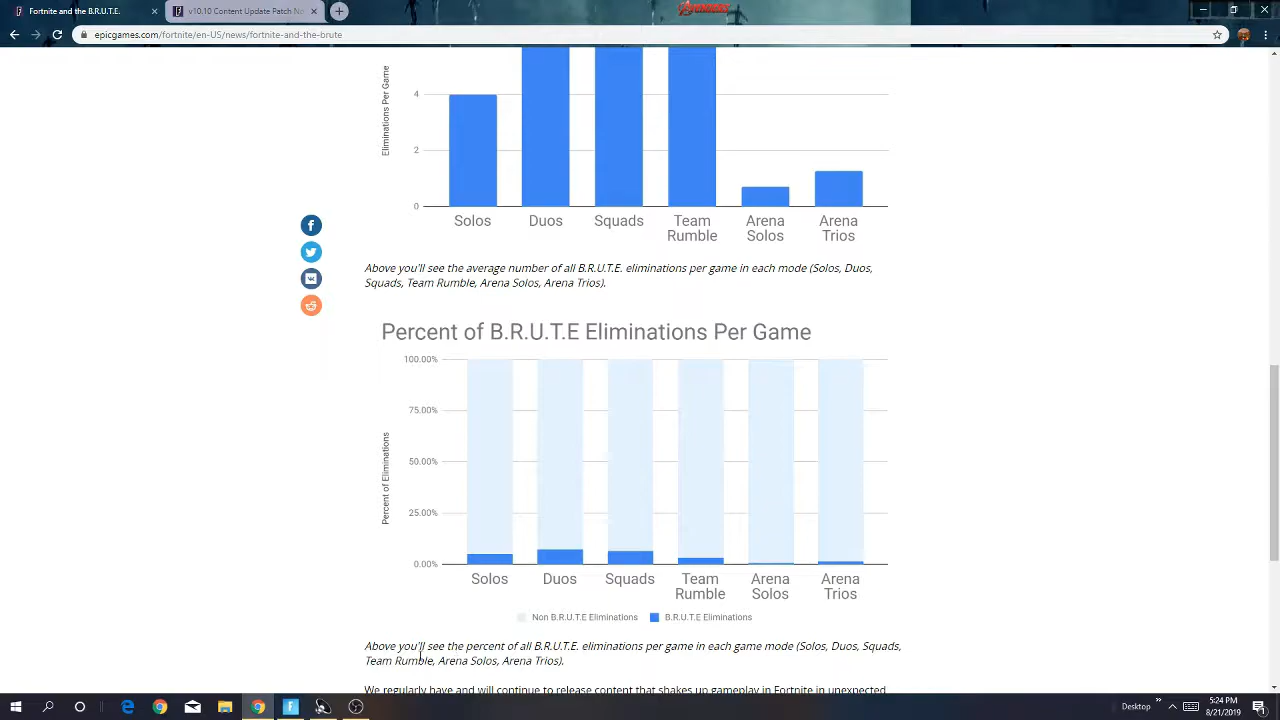 Fortnite and the B.R.U.T.E.
v10.10 Content Update Patch No
epicgames.com/fortnite/en-US/news/fortnite-and-the-brute
Eliminations Per Game
4
2
0
Solos
Duos
Squads
Team Rumble
Arena Solos
Arena Trios
Above you'll see the average number of all B.R.U.T.E. eliminations per game in each mode (Solos, Duos,
Squads, Team Rumble, Arena Solos, Arena Trios).
Percent of B.R.U.T.E Eliminations Per Game
Percent of Eliminations
100.00%
75.00%
50.00%
25.00%
0.00%
Solos
Duos
Squads
Team Rumble
Arena Solos
Arena Trios
Non B.R.U.T.E Eliminations
B.R.U.T.E Eliminations
Above you'll see the percent of all B.R.U.T.E. eliminations per game in each game mode (Solos, Duos, Squads,
Team Rumble, Arena Solos, Arena Trios).
We regularly have and will continue to release content that shakes up gameplay in Fortnite in unexpected
Desktop
5:24 PM
8/21/2019